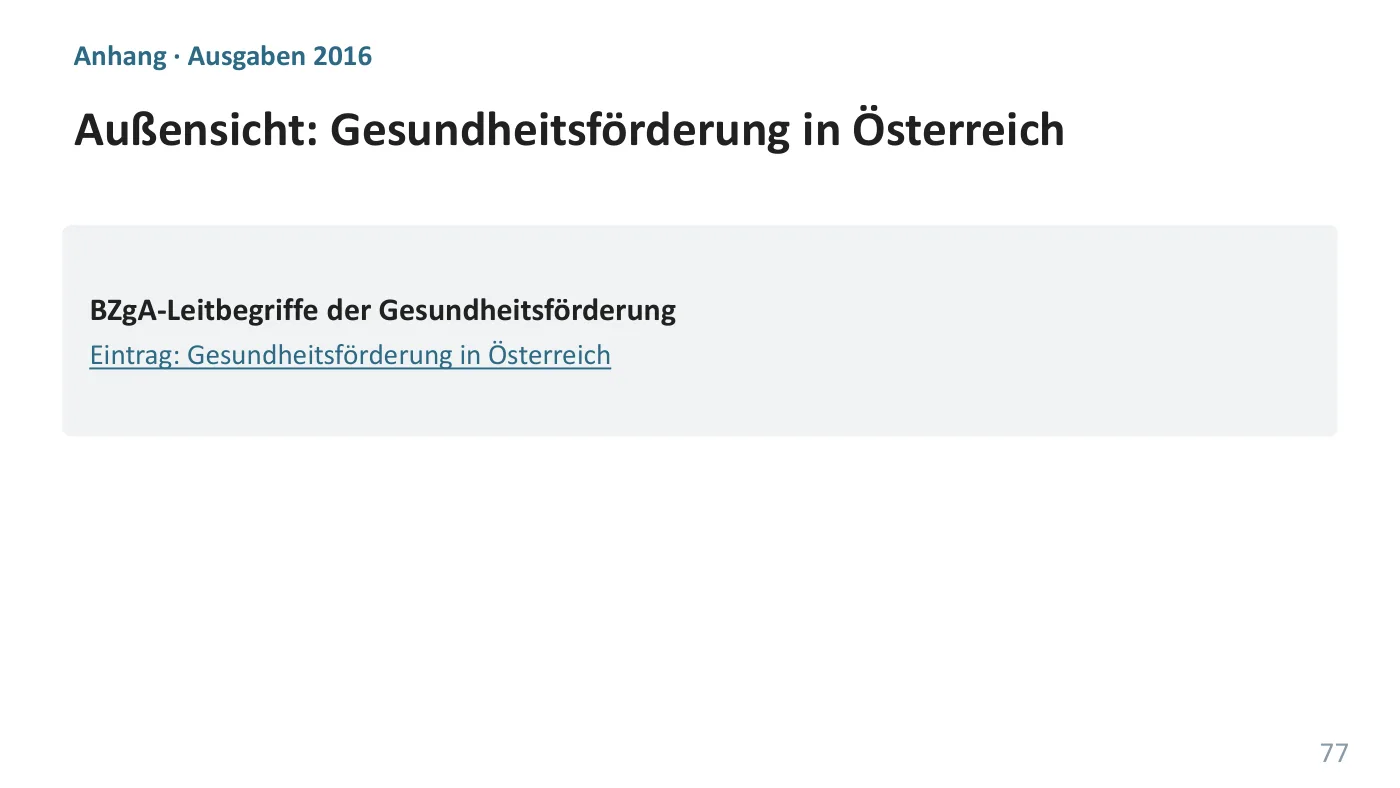 Anhang · Ausgaben 2016
Außensicht: Gesundheitsförderung in Österreich
BZgA-Leitbegriffe der Gesundheitsförderung
Eintrag: Gesundheitsförderung in Österreich
77